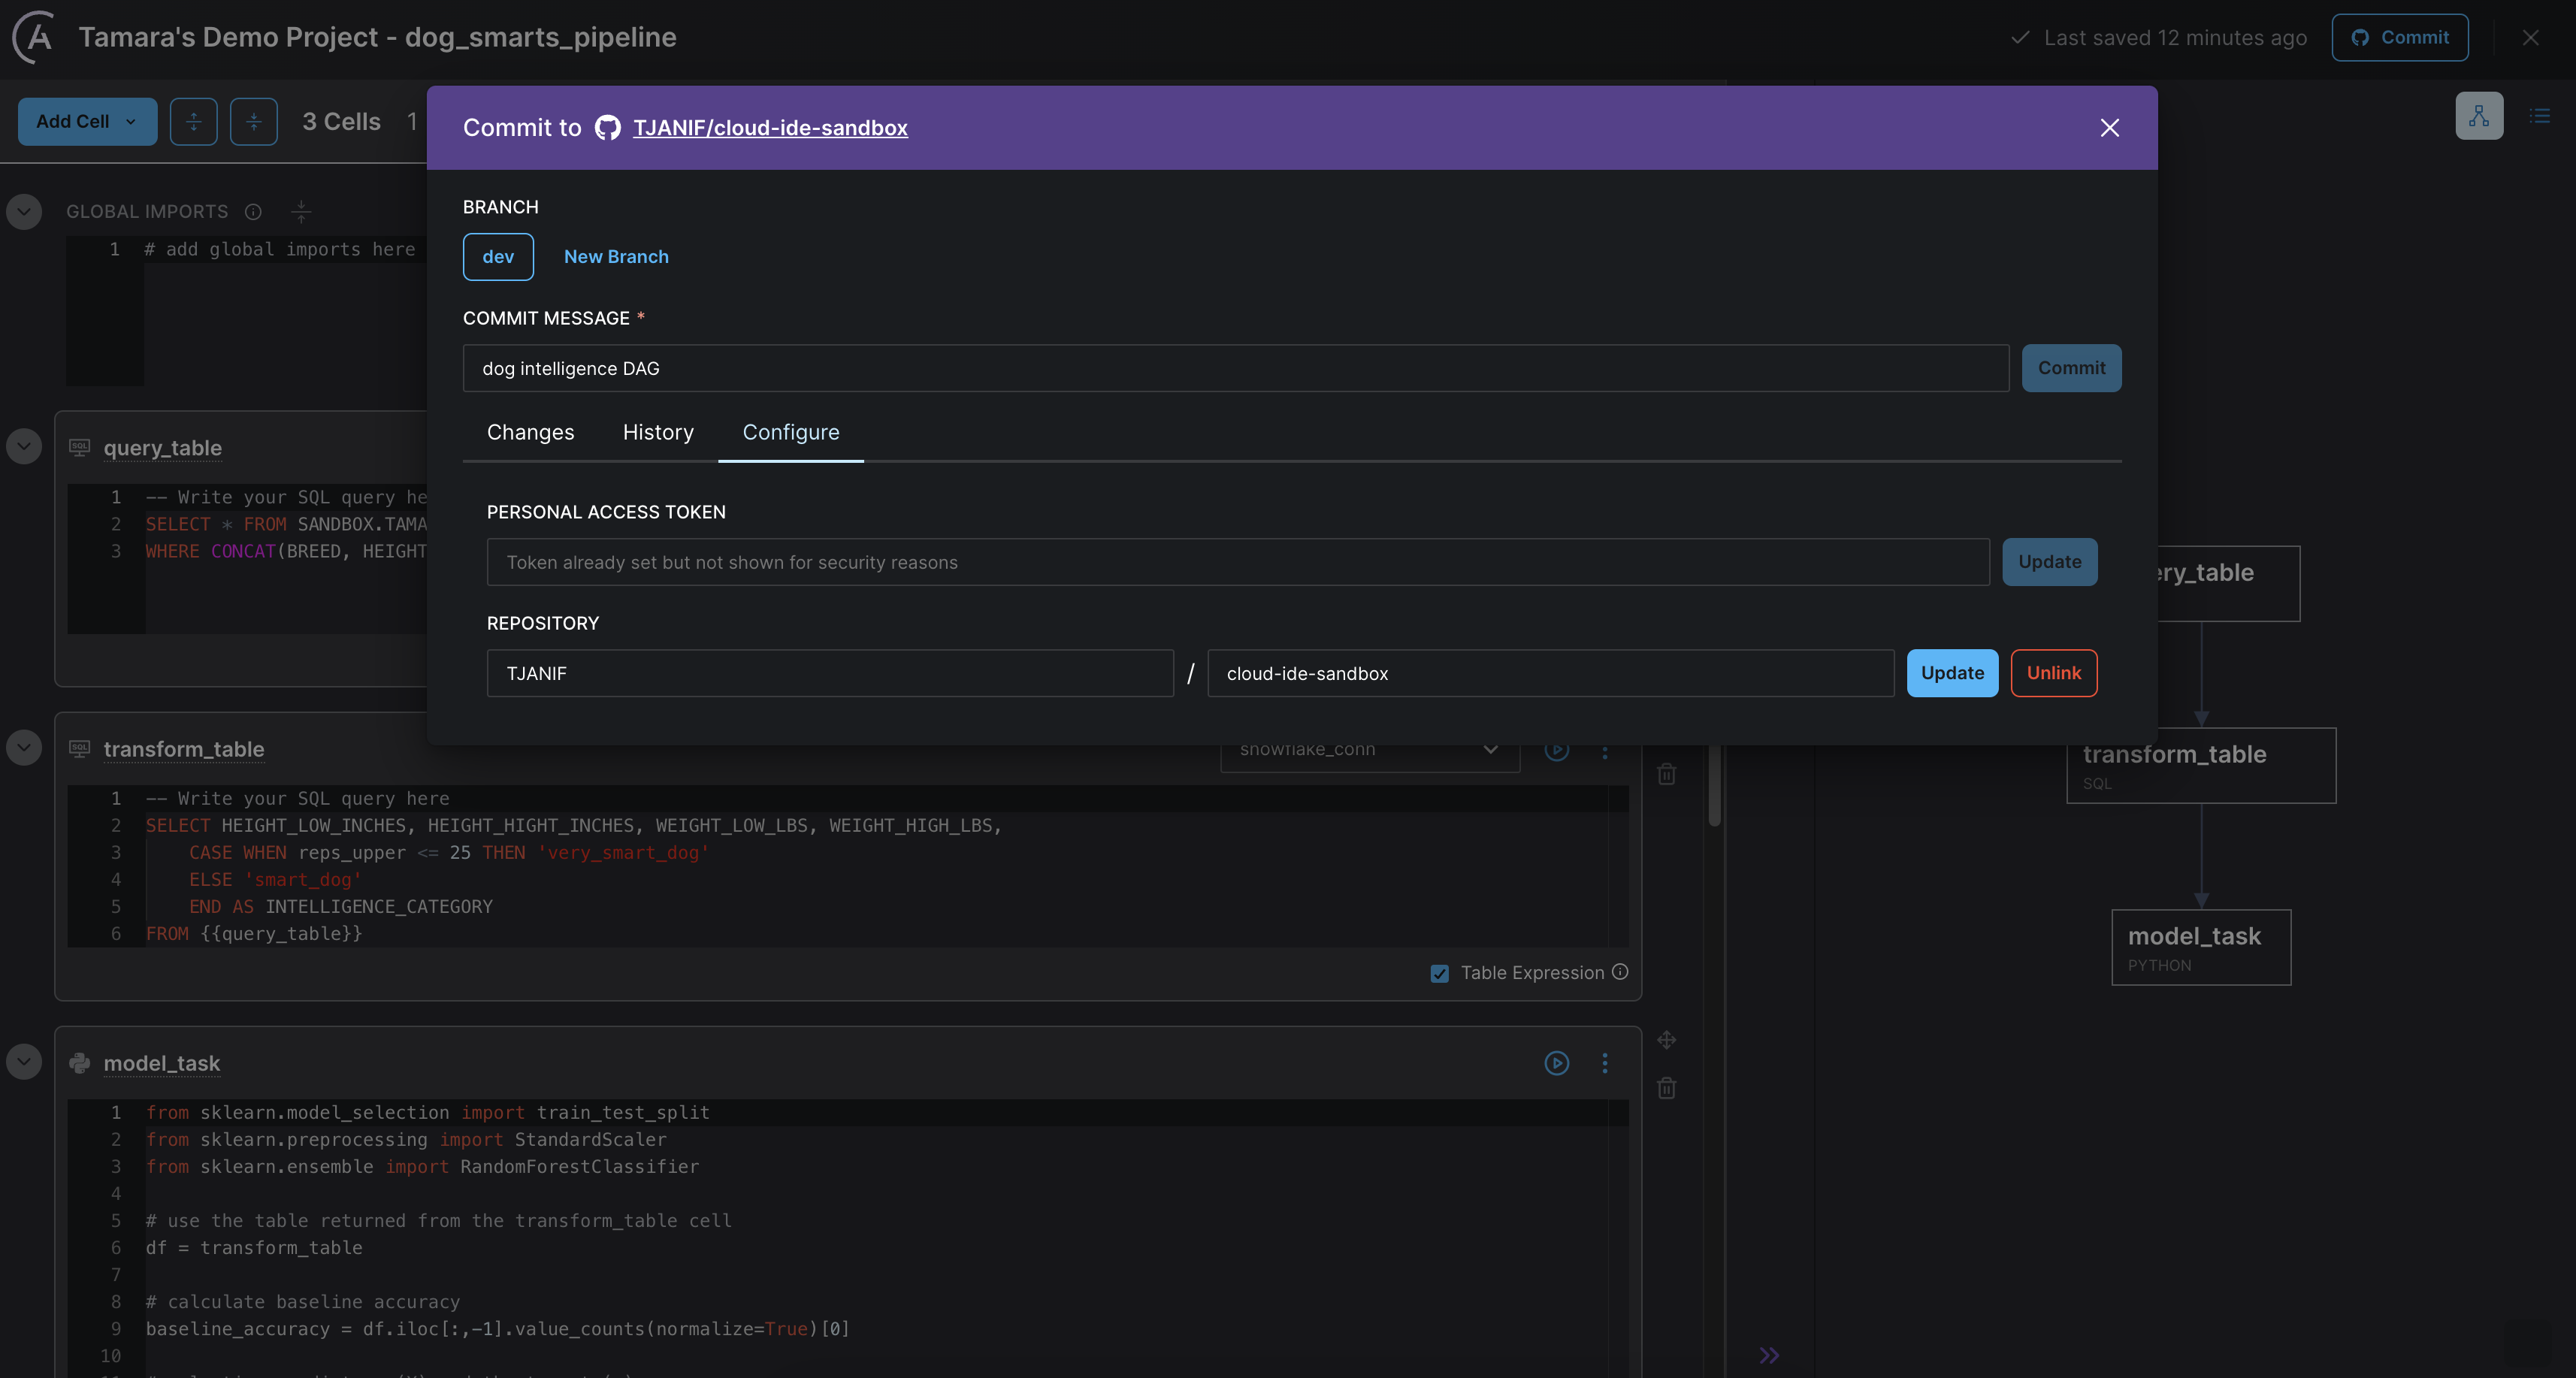 Tamara's Demo Project - dog_smarts_pipeline
Last saved 12 minutes ago
Commit
Add Cell
3 Cells
1
Commit to TJANIF/cloud-ide-sandbox
BRANCH
dev
New Branch
COMMIT MESSAGE *
dog intelligence DAG
Commit
Changes
History
Configure
PERSONAL ACCESS TOKEN
Token already set but not shown for security reasons
Update
REPOSITORY
TJANIF
/
cloud-ide-sandbox
Update
Unlink
GLOBAL IMPORTS
1 # add global imports here
SQL
query_table
1 -- Write your SQL query he
2 SELECT * FROM SANDBOX.TAMA
3 WHERE CONCAT(BREED, HEIGHT
SQL
transform_table
snowflake_conn
1 -- Write your SQL query here
2 SELECT HEIGHT_LOW_INCHES, HEIGHT_HIGHT_INCHES, WEIGHT_LOW_LBS, WEIGHT_HIGH_LBS,
3 CASE WHEN reps_upper <= 25 THEN 'very_smart_dog'
4 ELSE 'smart_dog'
5 END AS INTELLIGENCE_CATEGORY
6 FROM {{query_table}}
Table Expression
model_task
1 from sklearn.model_selection import train_test_split
2 from sklearn.preprocessing import StandardScaler
3 from sklearn.ensemble import RandomForestClassifier
4
5 # use the table returned from the transform_table cell
6 df = transform_table
7
8 # calculate baseline accuracy
9 baseline_accuracy = df.iloc[:,-1].value_counts(normalize=True)[0]
10
ery_table
transform_table
SQL
model_task
PYTHON